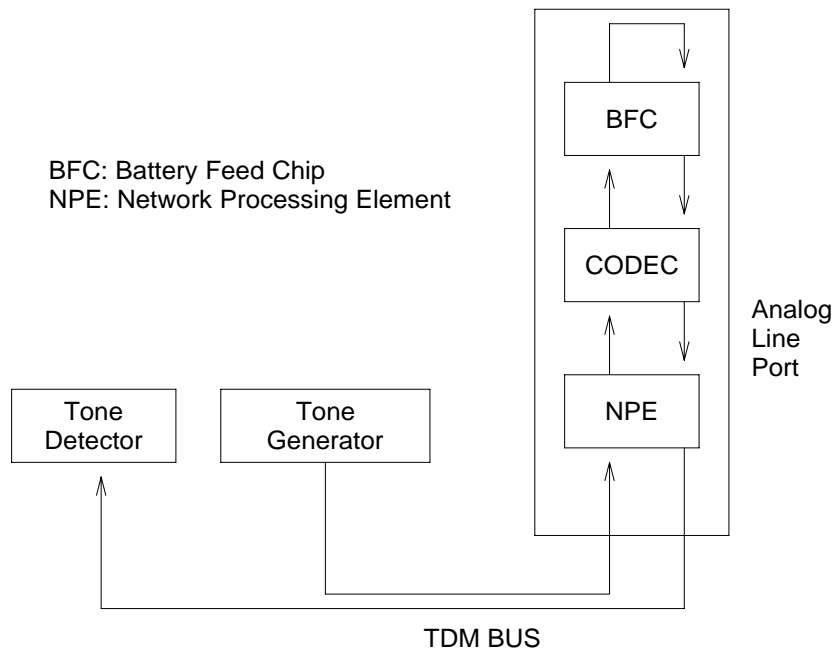 BFC
BFC: Battery Feed Chip
NPE: Network Processing Element
CODEC
Analog
Line
Port
Tone
Detector
Tone
Generator
NPE
TDM BUS